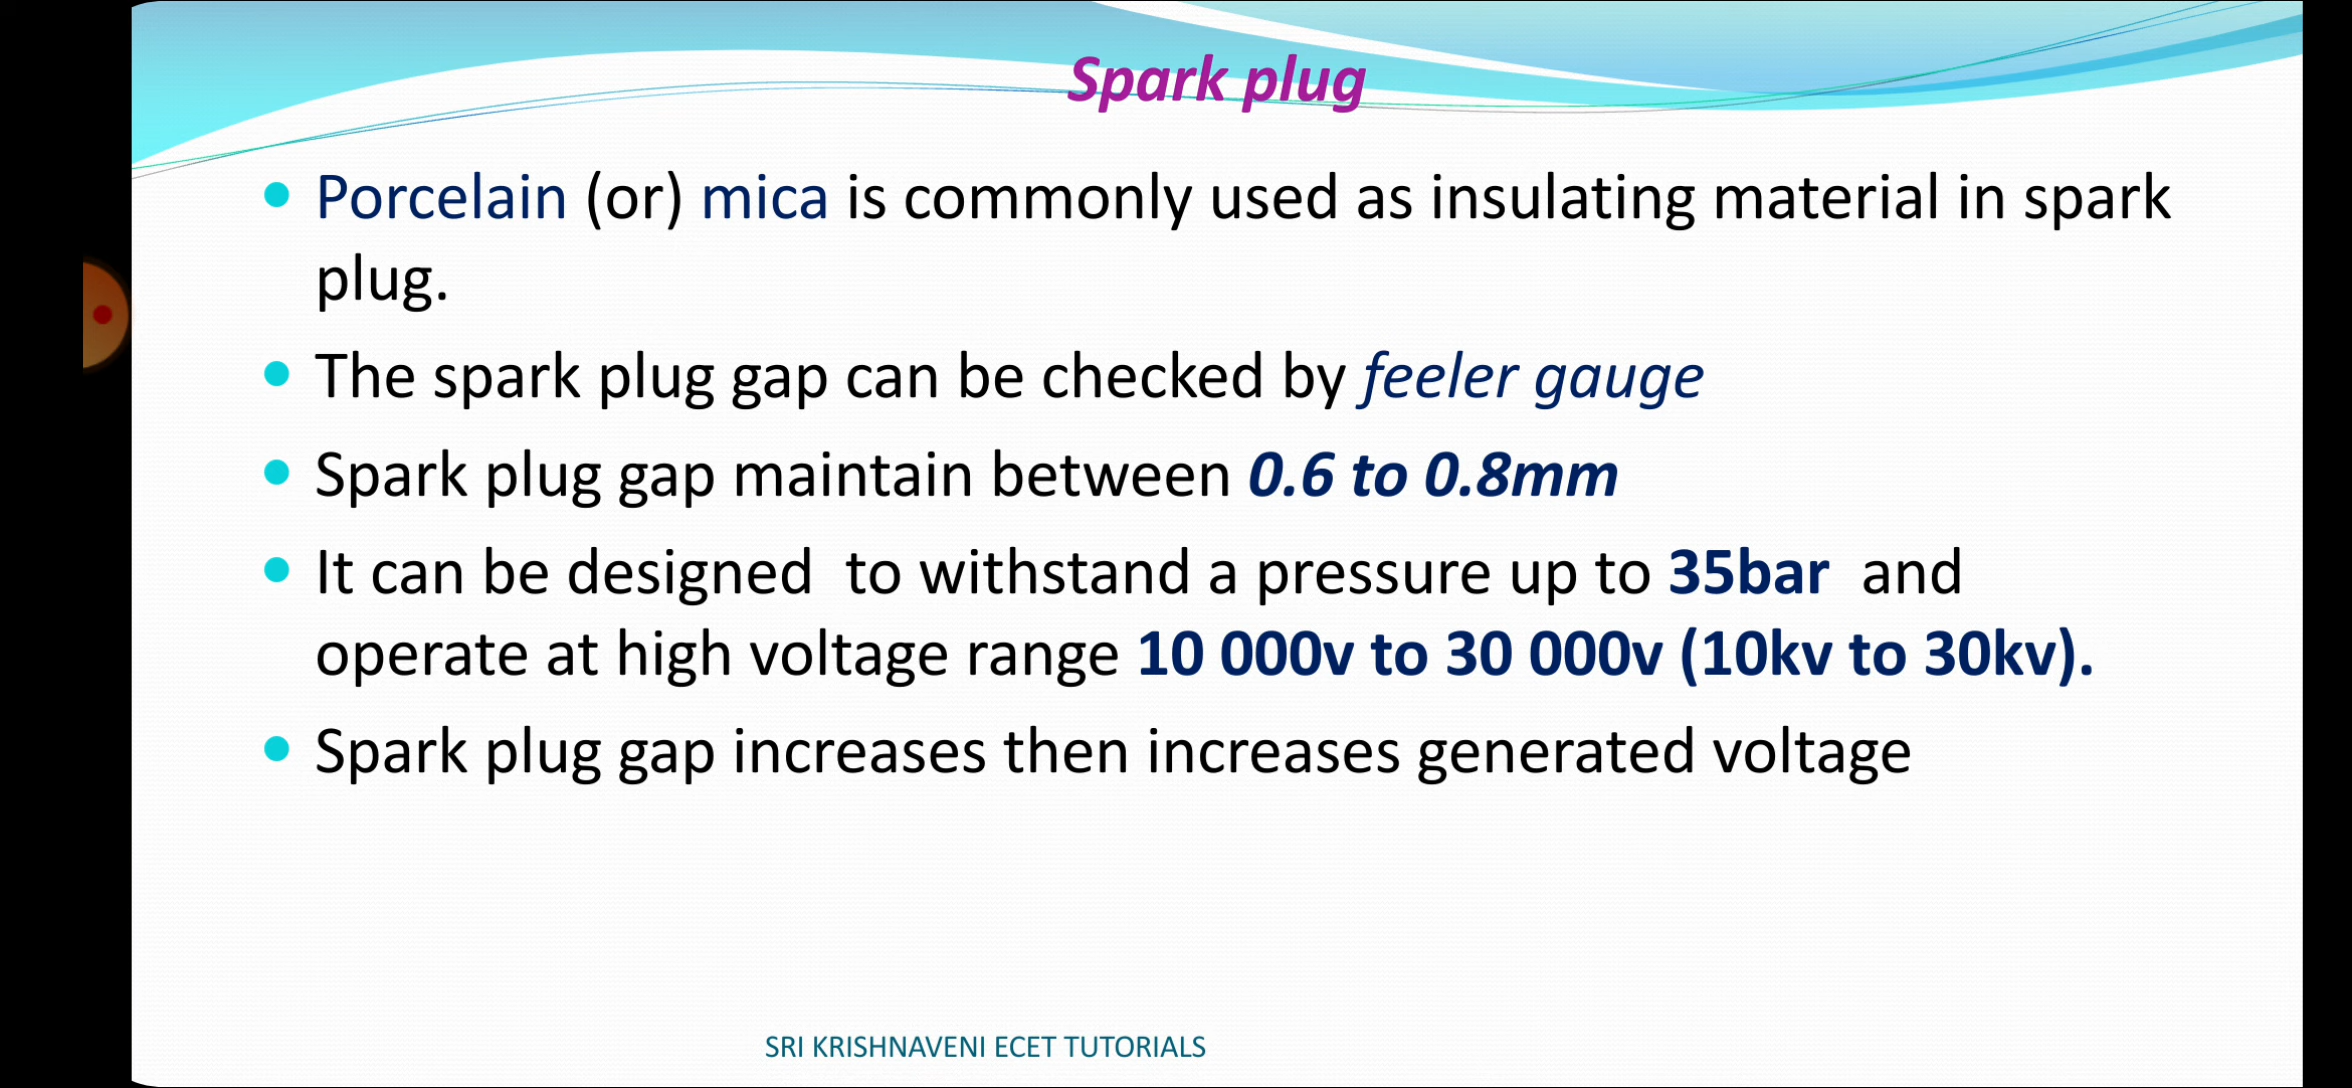 Spark plug
Porcelain (or) mica is commonly used as insulating material in spark
plug.
The spark plug gap can be checked by feeler gauge
Spark plug gap maintain between 0.6 to 0.8mm
It can be designed  to withstand a pressure up to 35bar  and
operate at high voltage range 10 000v to 30 000v (10kv to 30kv).
Spark plug gap increases then increases generated voltage
SRI KRISHNAVENI ECET TUTORIALS